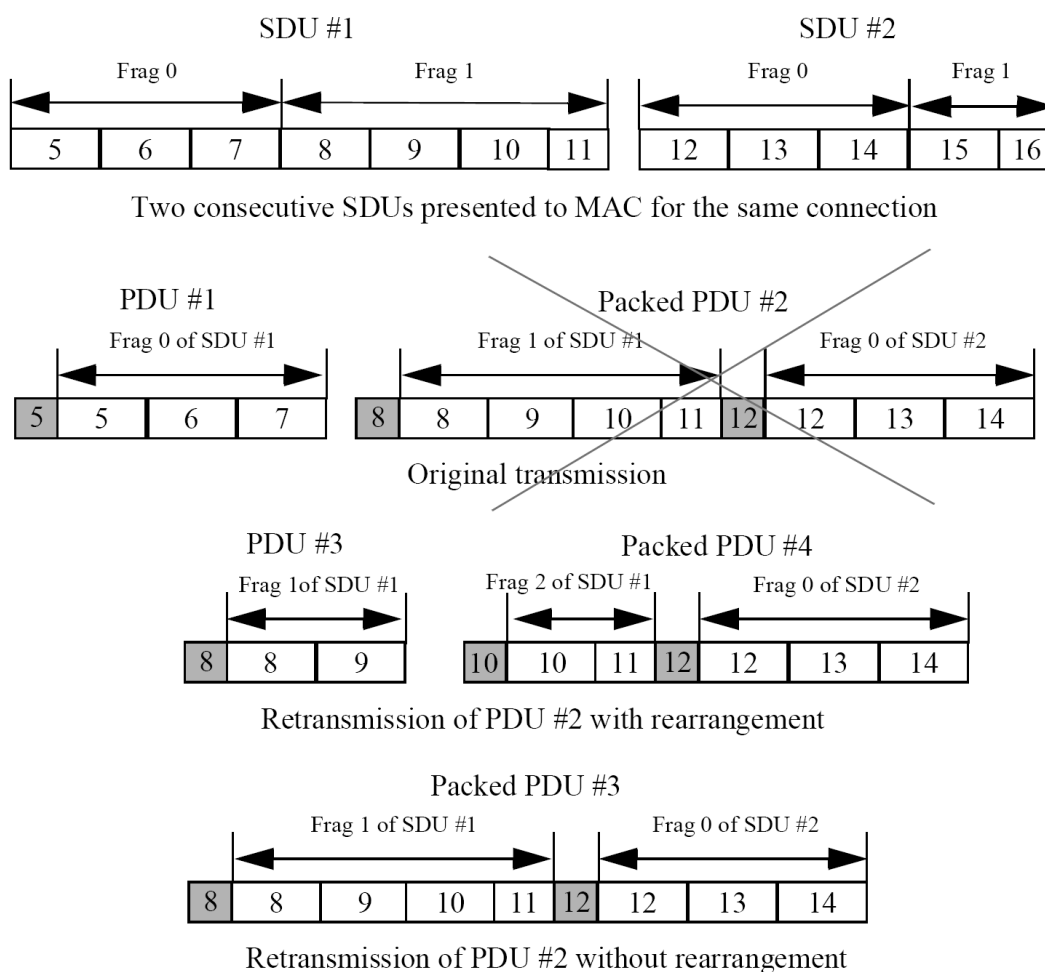 SDU #1 SDU #2
Frag 0 Frag 1 Frag 0 Frag 1
5 6 7 8 9 10 11 12 13 14 15 16
Two consecutive SDUs presented to MAC for the same connection
PDU #1 Packed PDU #2
Frag 0 of SDU #1 Frag 1 of SDU #1 Frag 0 of SDU #2
5 5 6 7 8 8 9 10 11 12 12 13 14
Original transmission
PDU #3 Packed PDU #4
Frag 1of SDU #1 Frag 2 of SDU #1 Frag 0 of SDU #2
8 8 9 10 10 11 12 12 13 14
Retransmission of PDU #2 with rearrangement
Packed PDU #3
Frag 1 of SDU #1 Frag 0 of SDU #2
8 8 9 10 11 12 12 13 14
Retransmission of PDU #2 without rearrangement